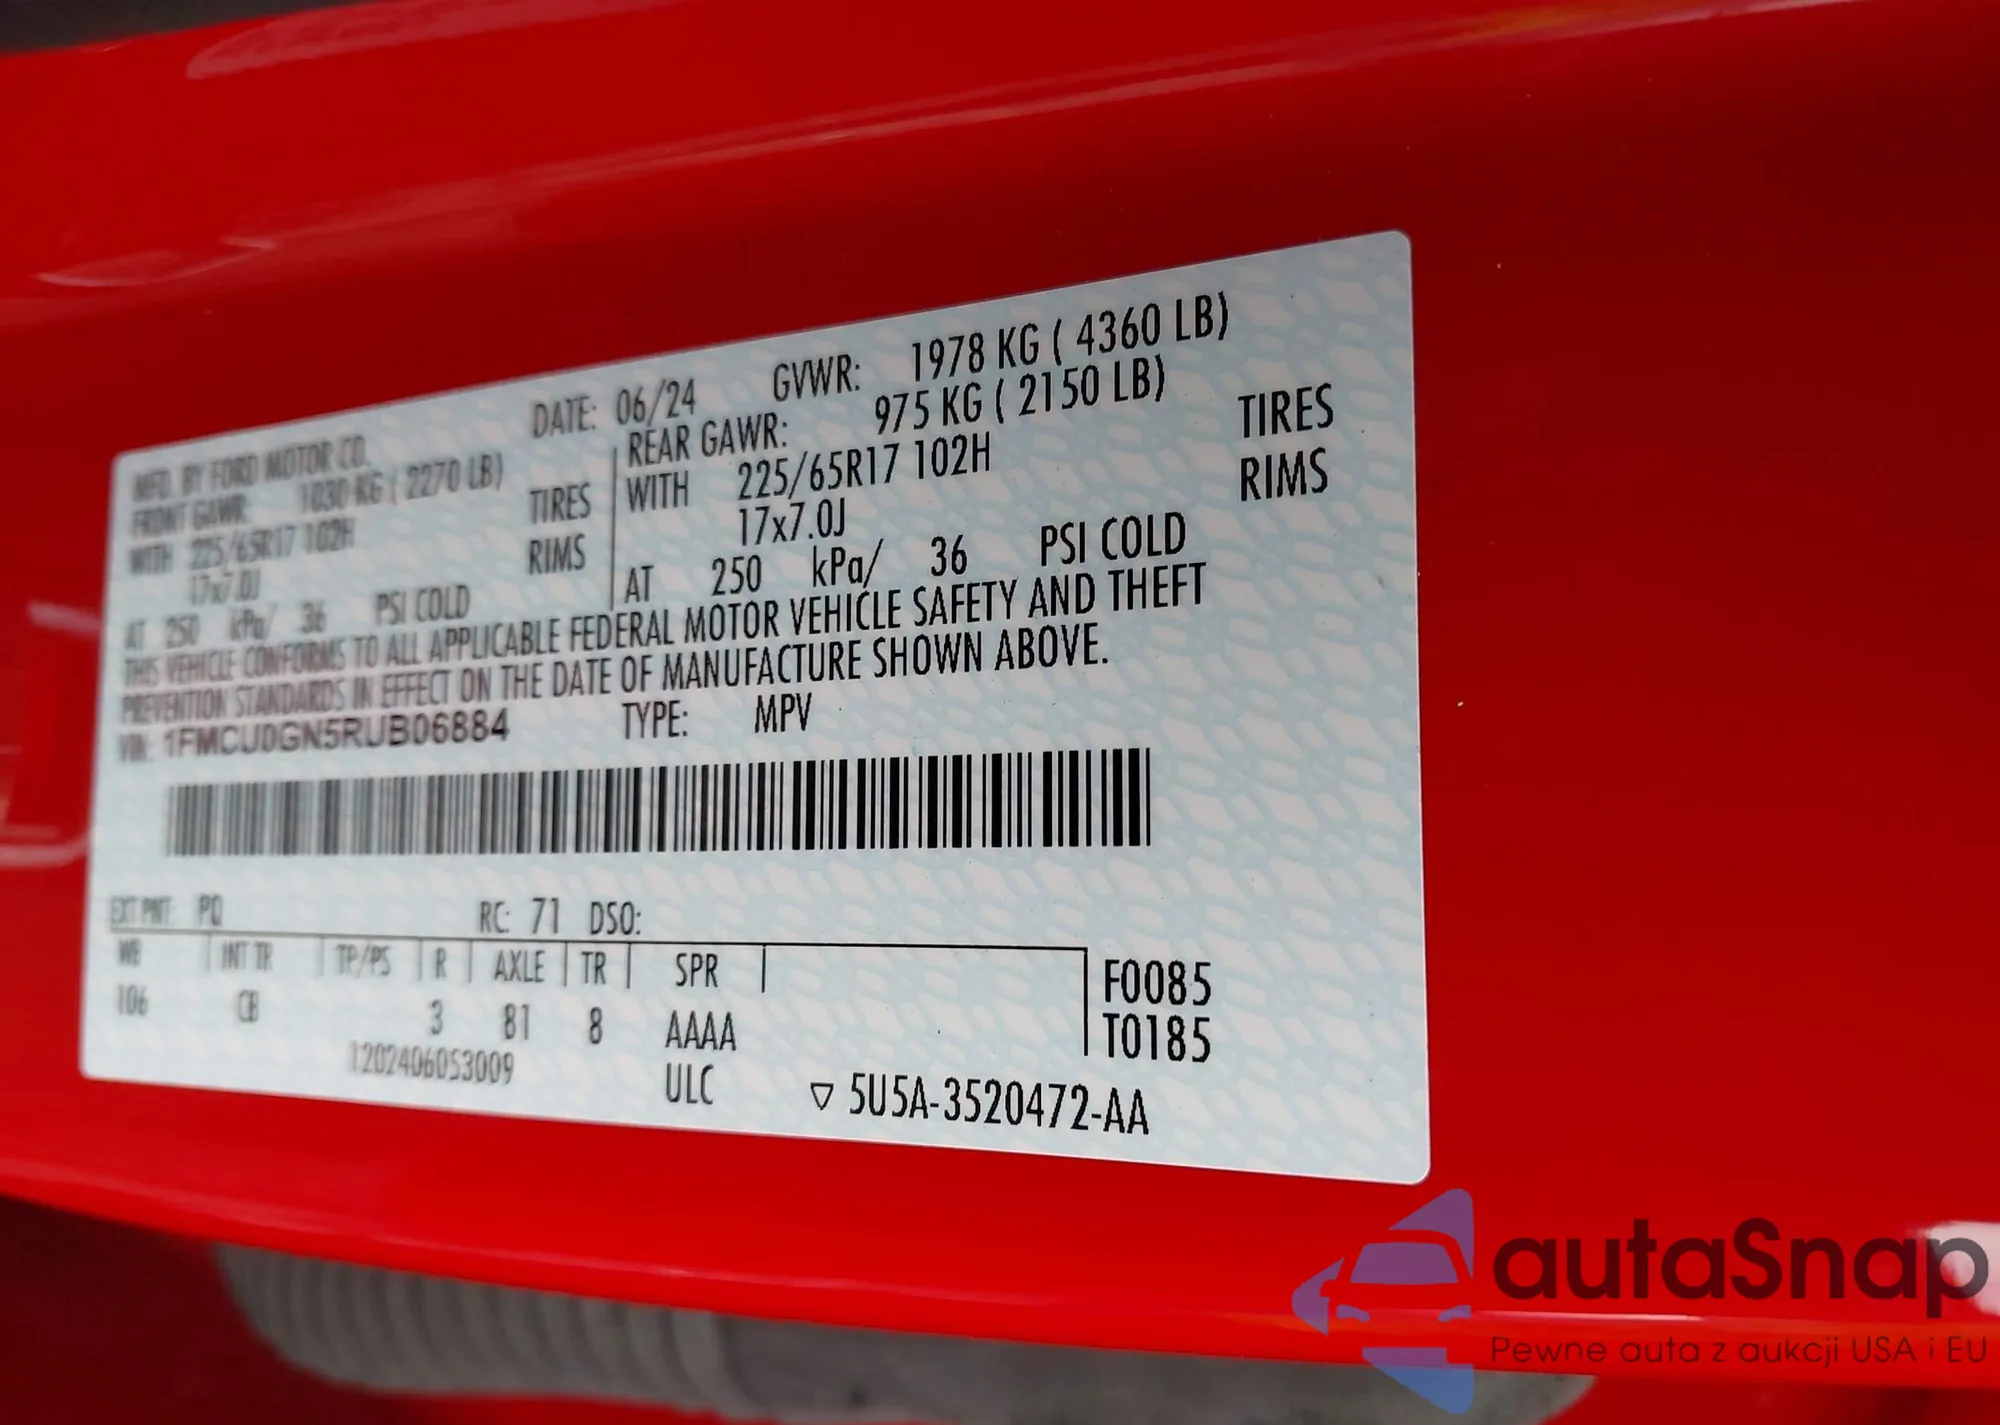 MFD. BY FORD MOTOR CO. DATE: 06/24 GVWR: 1978 KG ( 4360 LB)
FRONT GAWR: 1030 KG ( 2270 LB) REAR GAWR: 975 KG ( 2150 LB)
WITH 225/65R17 102H TIRES WITH 225/65R17 102H TIRES
17x7.0J RIMS 17x7.0J RIMS
AT 250 kPa/ 36 PSI COLD AT 250 kPa/ 36 PSI COLD
THIS VEHICLE CONFORMS TO ALL APPLICABLE FEDERAL MOTOR VEHICLE SAFETY AND THEFT
PREVENTION STANDARDS IN EFFECT ON THE DATE OF MANUFACTURE SHOWN ABOVE.
VIN: 1FMCU0GN5RUB06884 TYPE: MPV
EXT PNT: PQ RC: 71 DSO:
WB INT TR TP/PS R AXLE TR SPR F0085
106 CB 3 81 8 AAAA T0185
1202406053009 ULC ▽ 5U5A-3520472-AA
autaSnap
Pewne auta z aukcji USA i EU